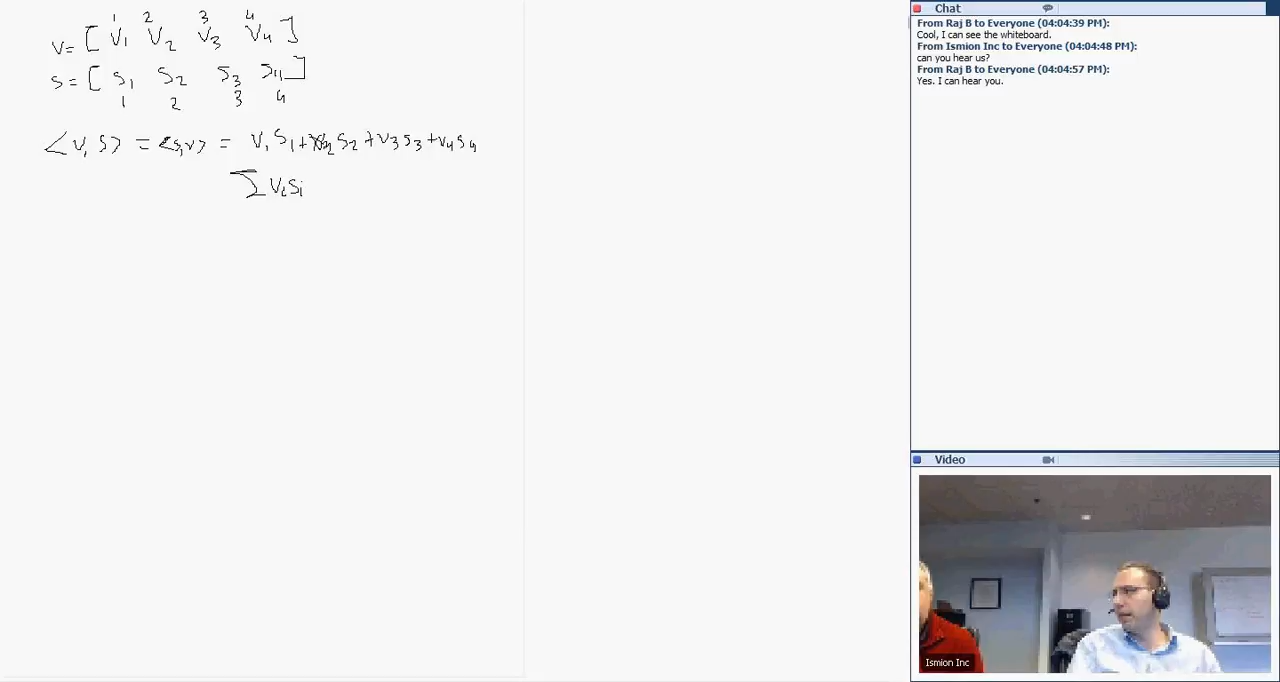 1 2 3 4
V= [ V1 V2 V3 V4 ]
S= [ S1 S2 S3 S4 ]
1 2 3 4
<V, S> = <S,V> = V1 S1 + V2 S2 + V3 S3 + V4 S4
∑ Vi Si
Chat
From Raj B to Everyone (04:04:39 PM):
Cool, I can see the whiteboard.
From Ismion Inc to Everyone (04:04:48 PM):
can you hear us?
From Raj B to Everyone (04:04:57 PM):
Yes. I can hear you.
Video
Ismion Inc